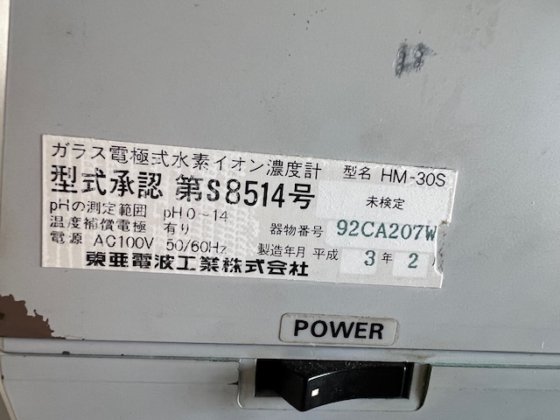 ガラス電極式水素イオン濃度計 型名 HM-30S
型式承認 第S8514号 未検定
pHの測定範囲 pH0-14
温度補償電極 有り 器物番号 92CA207W
電源 AC100V 50/60Hz 製造年月 平成 3年2
東亜電波工業株式会社
POWER